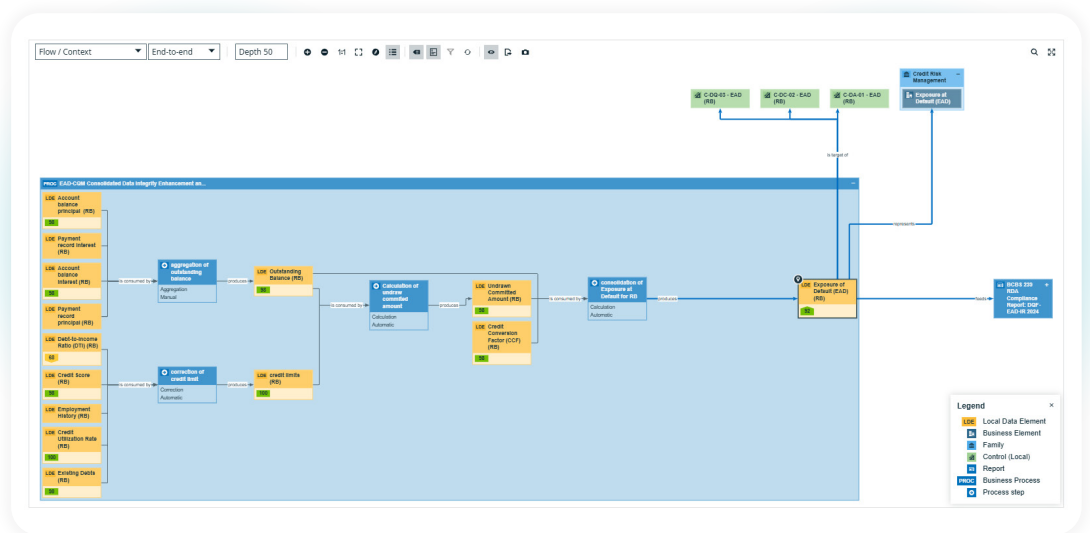 Flow / Context
End-to-end
Depth 50
1:1
Credit Risk
Management
Exposure at
Default (EAD)
C-DQ-03 - EAD
(RB)
C-DC-02 - EAD
(RB)
C-DA-01 - EAD
(RB)
is target of
represents
PROC EAD-CQM Consolidated Data Integrity Enhancement an...
LDE Account
balance
principal (RB)
LDE Payment
record interest
(RB)
LDE Account
balance
interest (RB)
LDE Payment
record
principal (RB)
LDE Debt-to-Income
Ratio (DTI) (RB)
60
LDE Credit Score
(RB)
LDE Employment
History (RB)
LDE Credit
Utilization Rate
(RB)
100
LDE Existing Debts
(RB)
is consumed by
aggregation of
outstanding
balance
Aggregation
Manual
produces
LDE Outstanding
Balance (RB)
is consumed by
correction of
credit limit
Correction
Automatic
produces
LDE credit limits
(RB)
100
is consumed by
Calculation of
undraw
committed
amount
Calculation
Automatic
produces
LDE Undrawn
Committed
Amount (RB)
LDE Credit
Conversion
Factor (CCF)
(RB)
is consumed by
consolidation of
Exposure at
Default for RB
Calculation
Automatic
produces
LDE Exposure of
Default (EAD)
(RB)
feeds
BCBS 239
RDA
Compliance
Report: OGF-
EAD-IR 2024
Legend
LDE Local Data Element
Business Element
Family
Control (Local)
Report
PROC Business Process
Process step